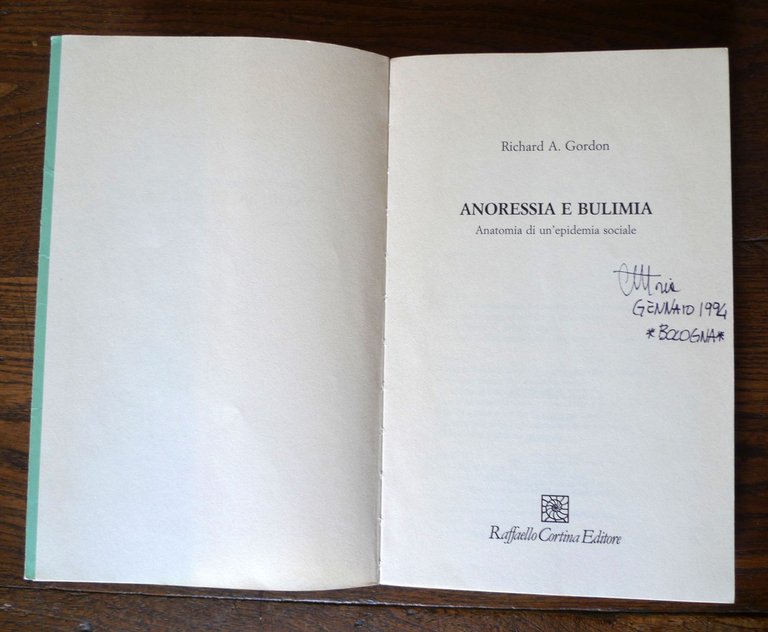 Richard A. Gordon
ANORESSIA E BULIMIA
Anatomia di un'epidemia sociale
GENNAIO 1994
*BOLOGNA*
Raffaello Cortina Editore